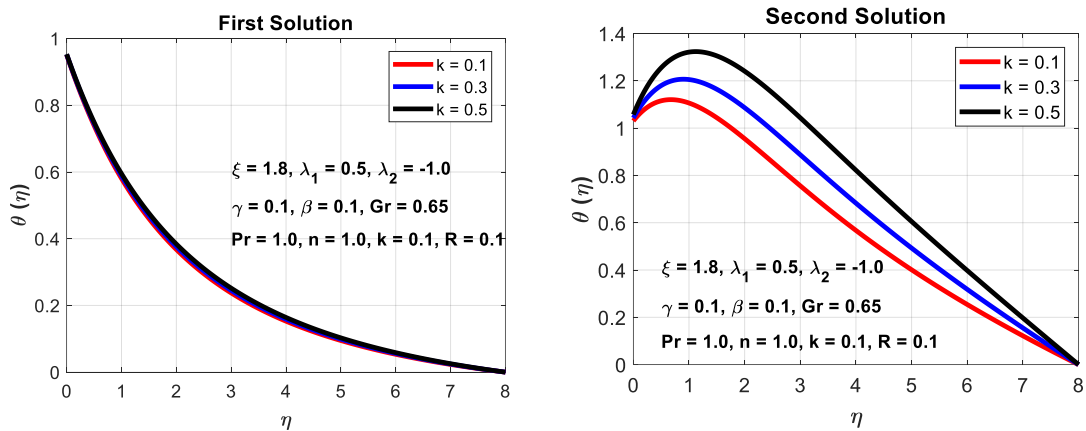 First Solution
1
0.8
0.6
0.4
0.2
0
θ (η)
k = 0.1
k = 0.3
k = 0.5
ξ = 1.8, λ1 = 0.5, λ2 = -1.0
γ = 0.1, β = 0.1, Gr = 0.65
Pr = 1.0, n = 1.0, k = 0.1, R = 0.1
0 1 2 3 4 5 6 7 8
η
Second Solution
1.4
1.2
1
0.8
0.6
0.4
0.2
0
θ (η)
k = 0.1
k = 0.3
k = 0.5
ξ = 1.8, λ1 = 0.5, λ2 = -1.0
γ = 0.1, β = 0.1, Gr = 0.65
Pr = 1.0, n = 1.0, k = 0.1, R = 0.1
0 1 2 3 4 5 6 7 8
η